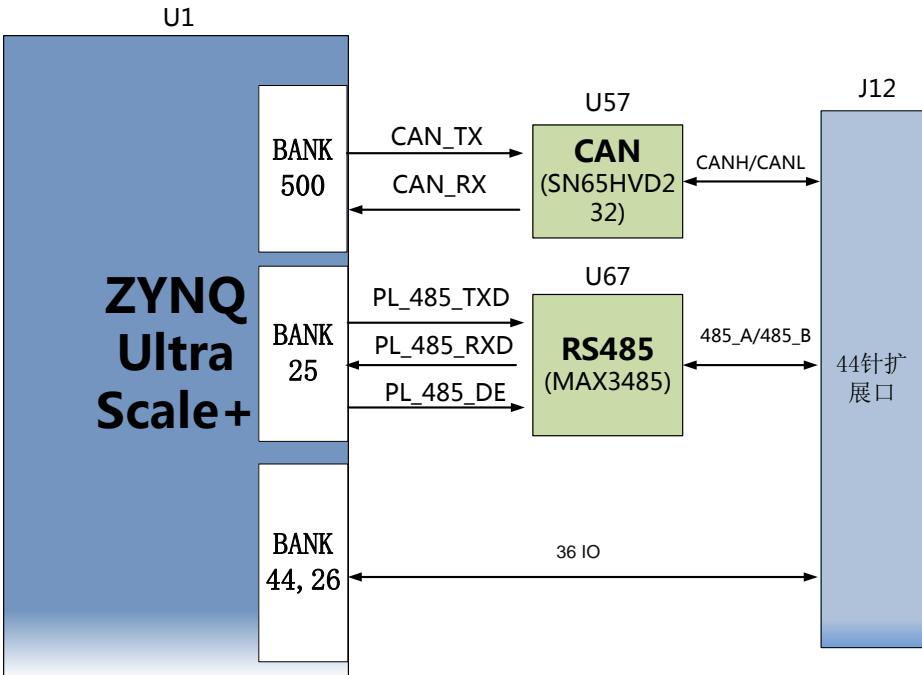 U1
ZYNQ
Ultra
Scale+
BANK
500
CAN_TX
CAN_RX
U57
CAN
(SN65HVD2
32)
CANH/CANL
J12
44针扩
展口
BANK
25
PL_485_TXD
PL_485_RXD
PL_485_DE
U67
RS485
(MAX3485)
485_A/485_B
BANK
44,26
36 IO